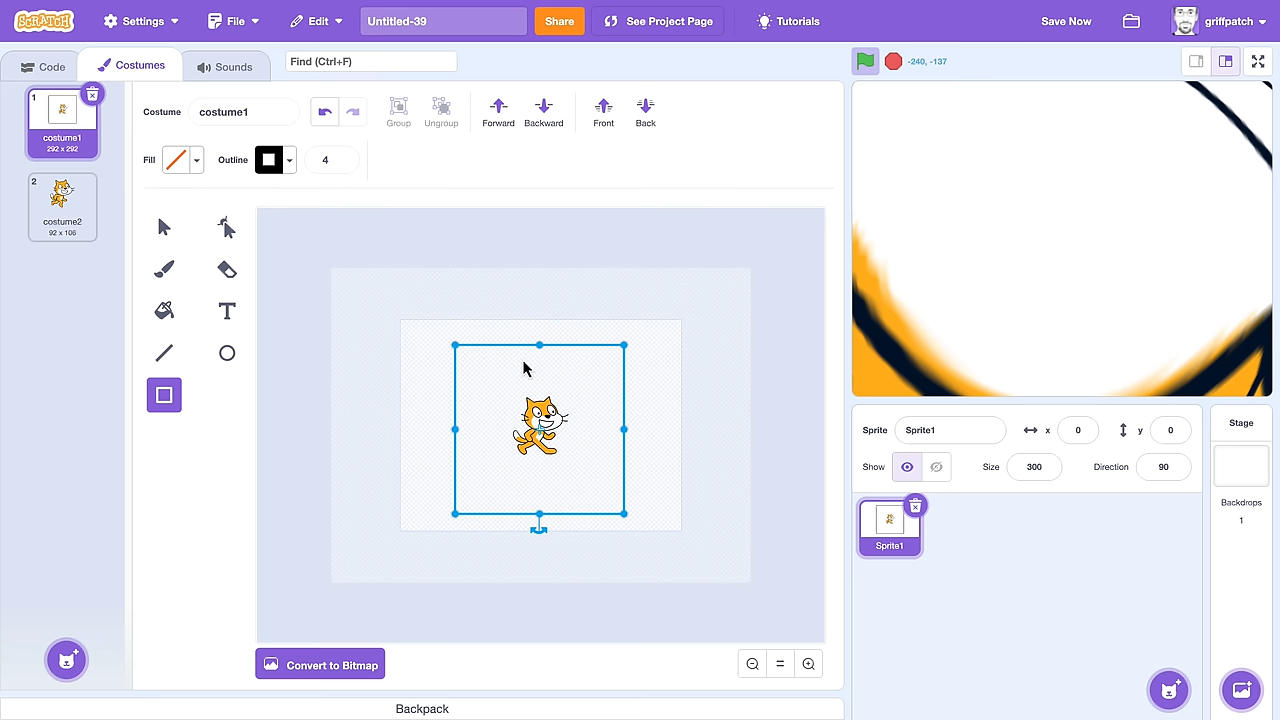 SCRATCH Settings File Edit Untitled-39 Share See Project Page Tutorials Save Now griffpatch
Code Costumes Sounds Find (Ctrl+F) -240, -137
1
costume1
292 x 292
2
costume2
92 x 106
Costume costume1 Group Ungroup Forward Backward Front Back
Fill Outline 4
Convert to Bitmap
Sprite Sprite1 x 0 y 0
Show Size 300 Direction 90
Sprite1
Stage
Backdrops
1
Backpack